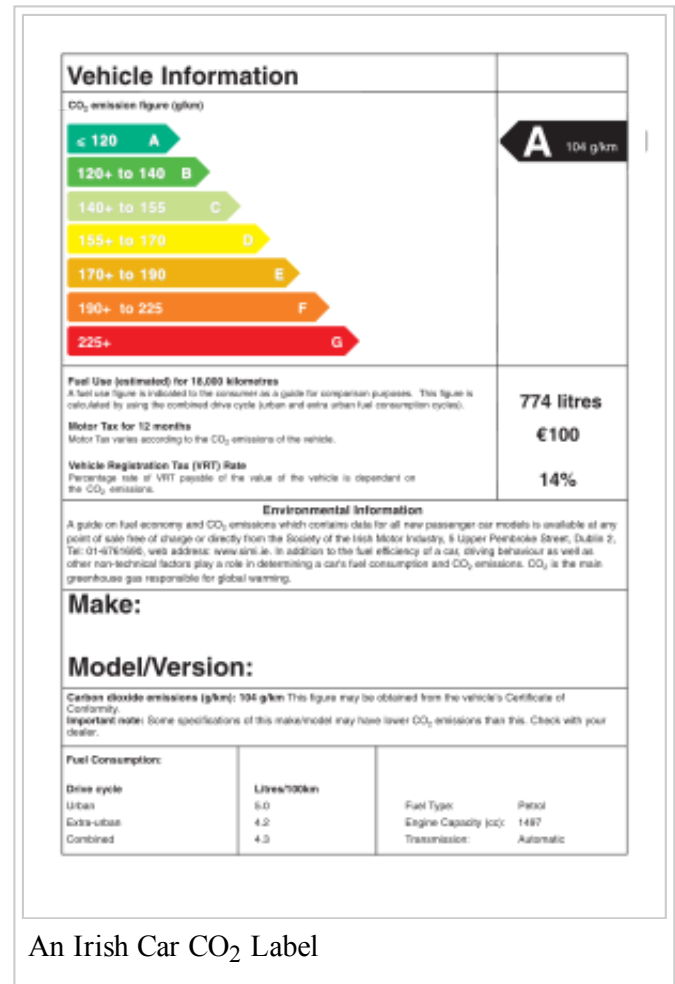 Vehicle Information
CO₂ emission figure (g/km)
≤ 120 A
A 104 g/km
120+ to 140 B
140+ to 155 C
155+ to 170 D
170+ to 190 E
190+ to 225 F
225+ G
Fuel Use (estimated) for 18,000 kilometres
A fuel use figure is indicated to the consumer as a guide for comparison purposes. This figure is
calculated by using the combined drive cycle (urban and extra urban fuel consumption cycles).
774 litres
Motor Tax for 12 months
Motor Tax varies according to the CO₂ emissions of the vehicle.
€100
Vehicle Registration Tax (VRT) Rate
Percentage rate of VRT payable of the value of the vehicle is dependant on
the CO₂ emissions.
14%
Environmental Information
A guide on fuel economy and CO₂ emissions which contains data for all new passenger car models is available at any
point of sale free of charge or directly from the Society of the Irish Motor Industry, 5 Upper Pembroke Street, Dublin 2,
Tel: 01-6761690, web address: www.simi.ie. In addition to the fuel efficiency of a car, driving behaviour as well as
other non-technical factors play a role in determining a car's fuel consumption and CO₂ emissions. CO₂ is the main
greenhouse gas responsible for global warming.
Make:
Model/Version:
Carbon dioxide emissions (g/km): 104 g/km This figure may be obtained from the vehicle's Certificate of
Conformity.
Important note: Some specifications of this make/model may have lower CO₂ emissions than this. Check with your
dealer.
Fuel Consumption:
Drive cycle Litres/100km
Urban 5.0 Fuel Type: Petrol
Extra-urban 4.2 Engine Capacity (cc): 1497
Combined 4.3 Transmission: Automatic
An Irish Car CO₂ Label